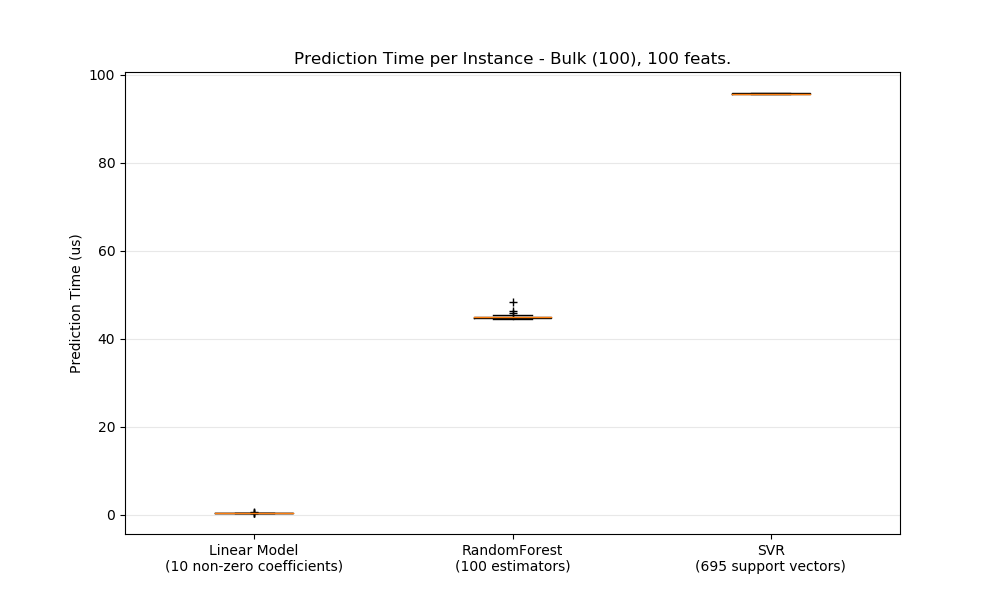 Prediction Time per Instance - Bulk (100), 100 feats.
100
80
60
40
20
0
Prediction Time (us)
Linear Model
(10 non-zero coefficients)
RandomForest
(100 estimators)
SVR
(695 support vectors)